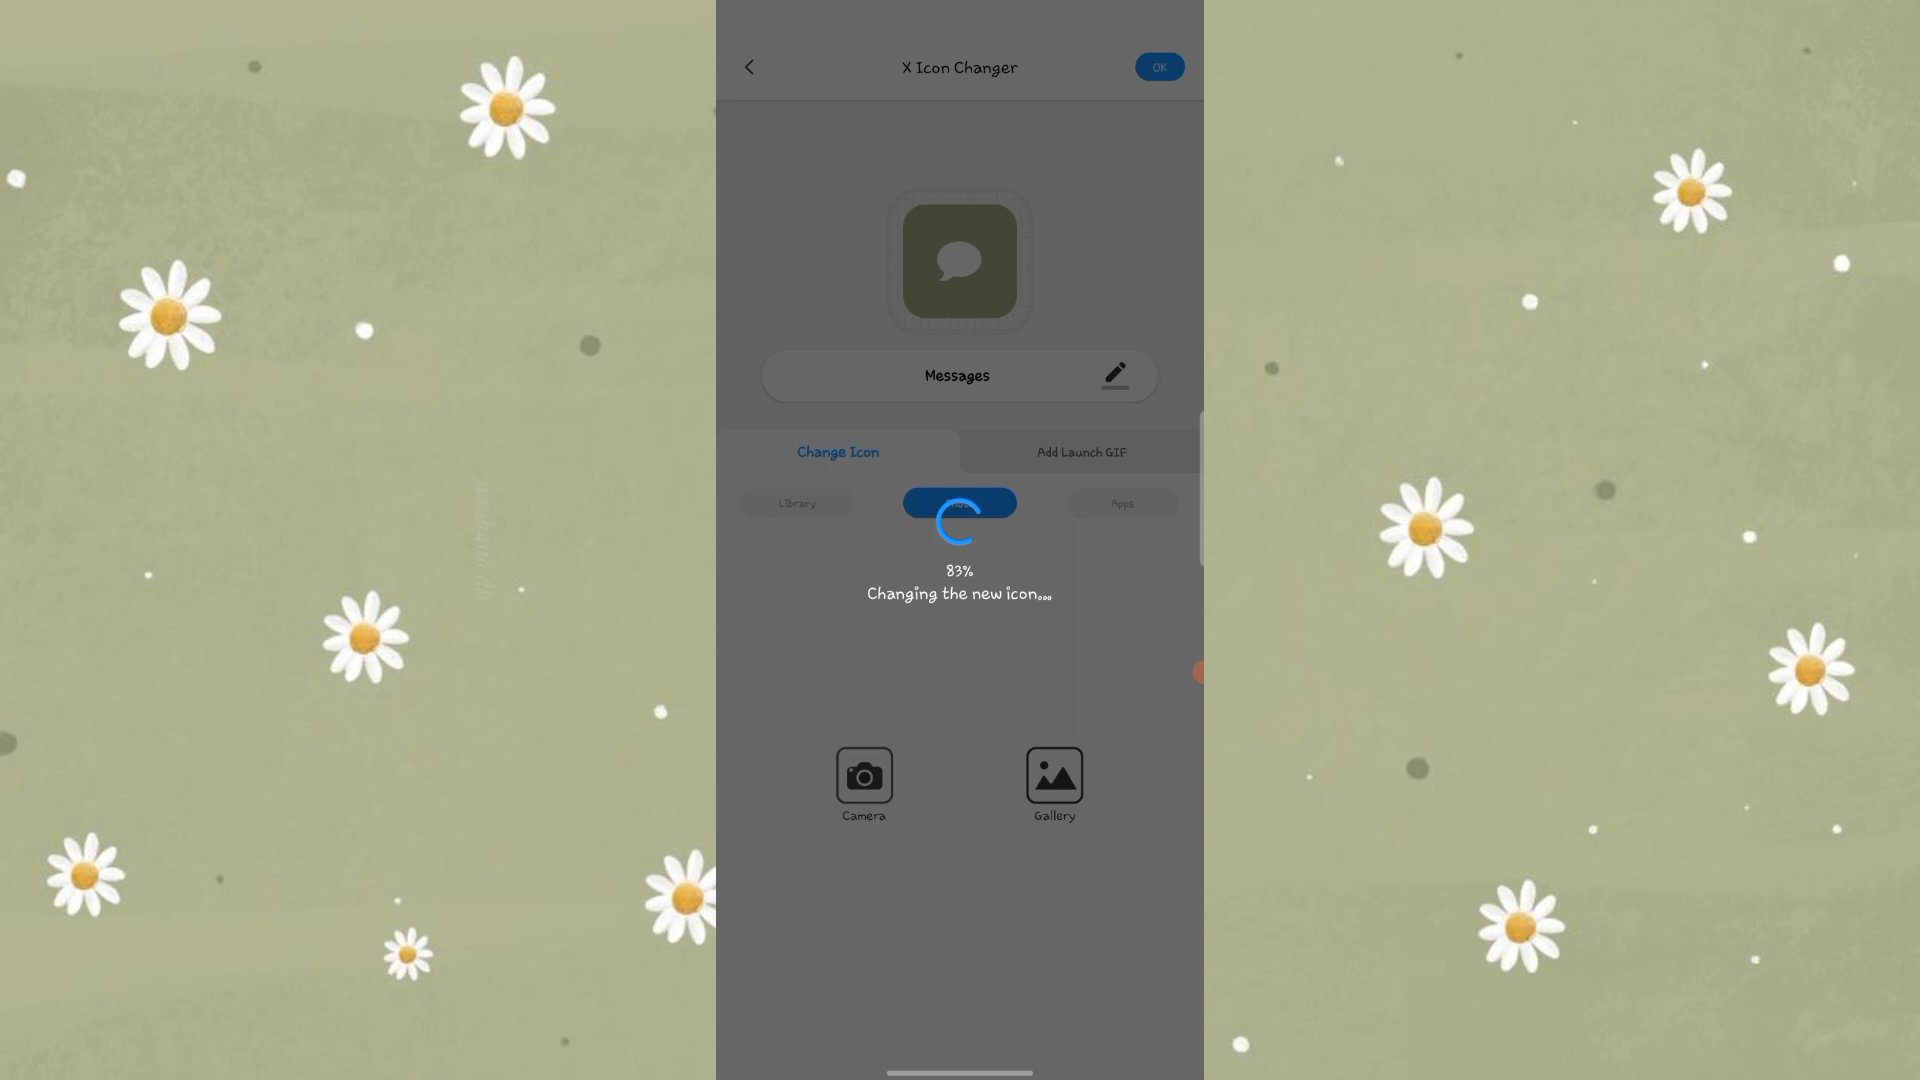 X Icon Changer
OK
Messages
Change Icon
Add Launch GIF
Library
Apps
83%
Changing the new icon...
Camera
Gallery